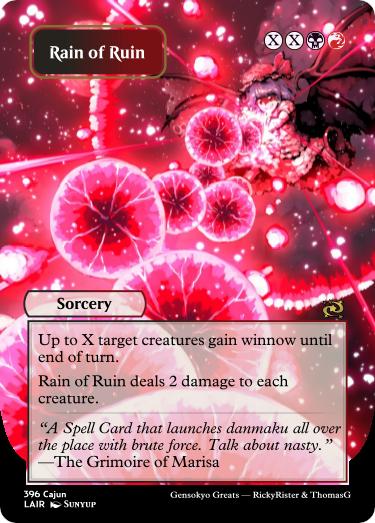 Rain of Ruin
X X
Sorcery
Up to X target creatures gain winnow until
end of turn.
Rain of Ruin deals 2 damage to each
creature.
“A Spell Card that launches danmaku all over
the place with brute force. Talk about nasty.”
—The Grimoire of Marisa
396 Cajun
LAIR Sunyup
Gensokyo Greats — RickyRister & ThomasG